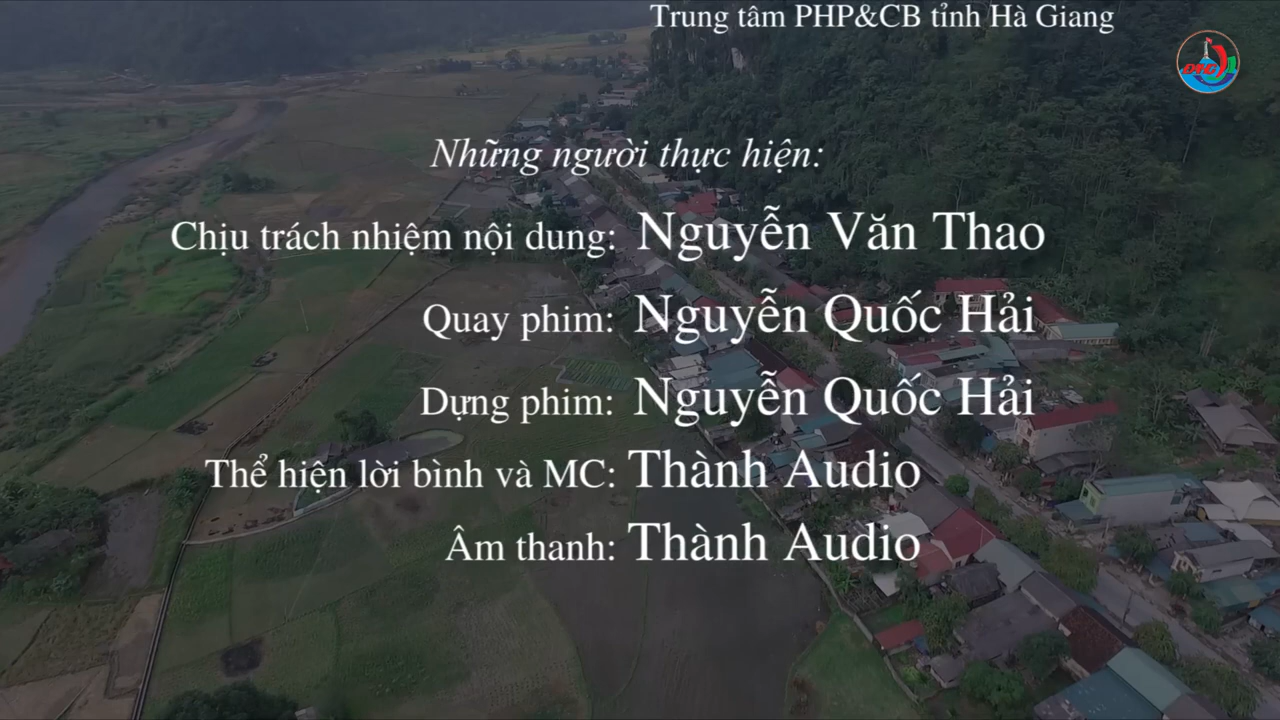 Trung tâm PHP&CB tỉnh Hà Giang
Những người thực hiện:
Chịu trách nhiệm nội dung: Nguyễn Văn Thao
Quay phim: Nguyễn Quốc Hải
Dựng phim: Nguyễn Quốc Hải
Thể hiện lời bình và MC: Thành Audio
Âm thanh: Thành Audio